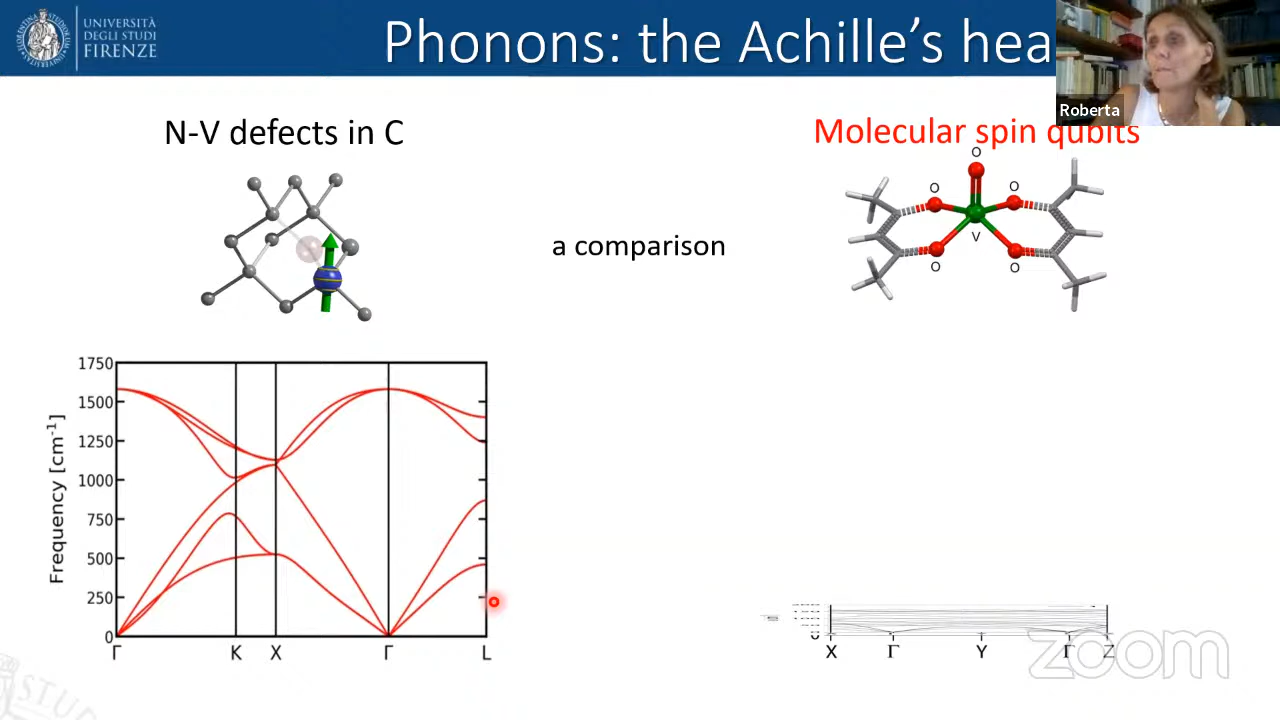 UNIVERSITÀ
DEGLI STUDI
FIRENZE
Phonons: the Achille's hea
Roberta
N-V defects in C
Molecular spin qubits
a comparison
O
O
O
V
O
O
Frequency [cm⁻¹]
1750
1500
1250
1000
750
500
250
0
Γ
K
X
Γ
L
X
Γ
Y
Γ
Z
zoom